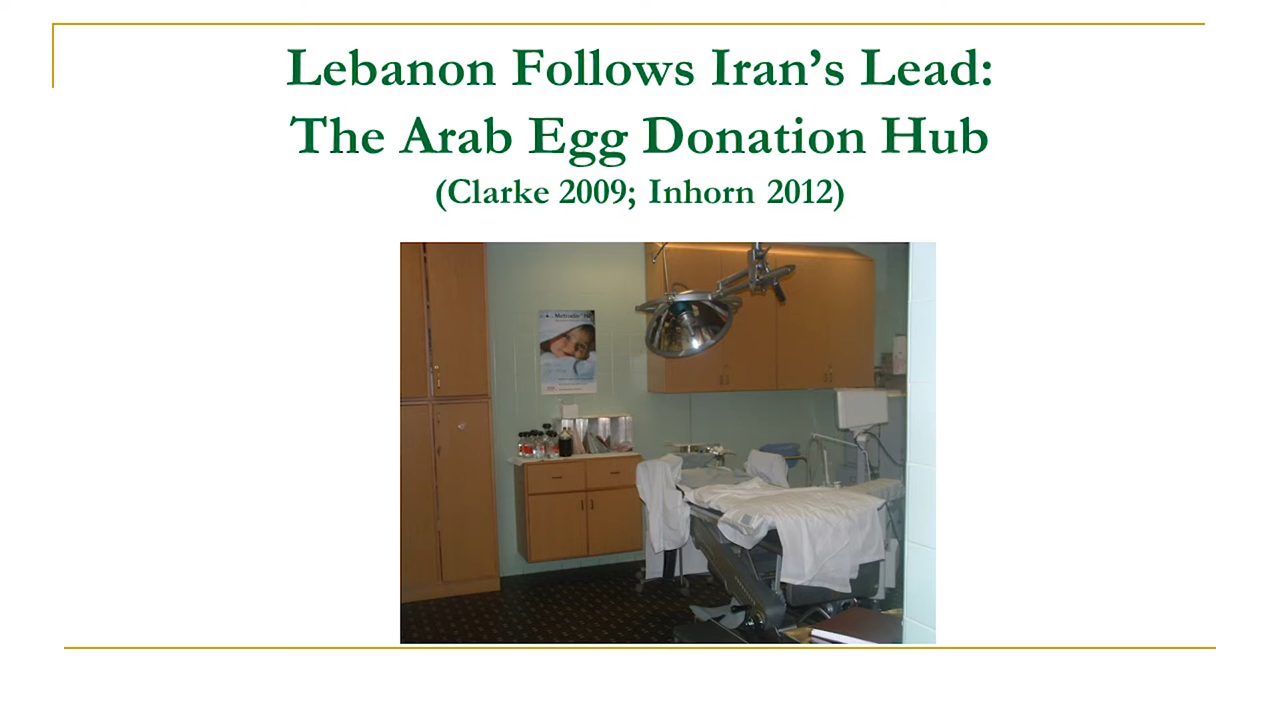 Lebanon Follows Iran’s Lead:
The Arab Egg Donation Hub
(Clarke 2009; Inhorn 2012)